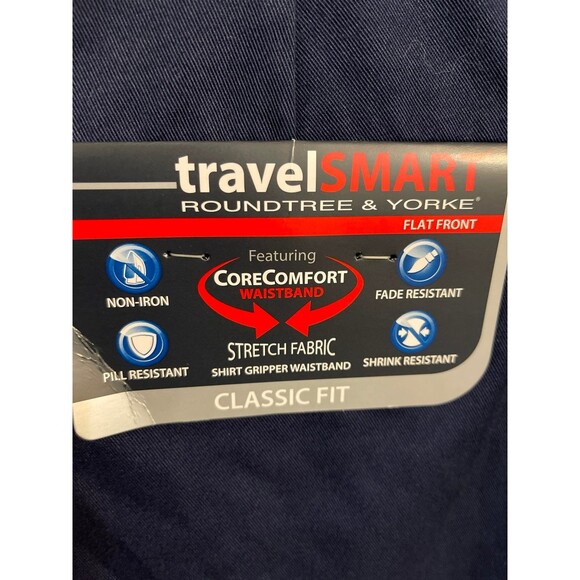 travelSMART
ROUNDTREE & YORKE®
FLAT FRONT
NON-IRON
Featuring
CORECOMFORT
WAISTBAND
FADE RESISTANT
PILL RESISTANT
STRETCH FABRIC
SHIRT GRIPPER WAISTBAND
SHRINK RESISTANT
CLASSIC FIT